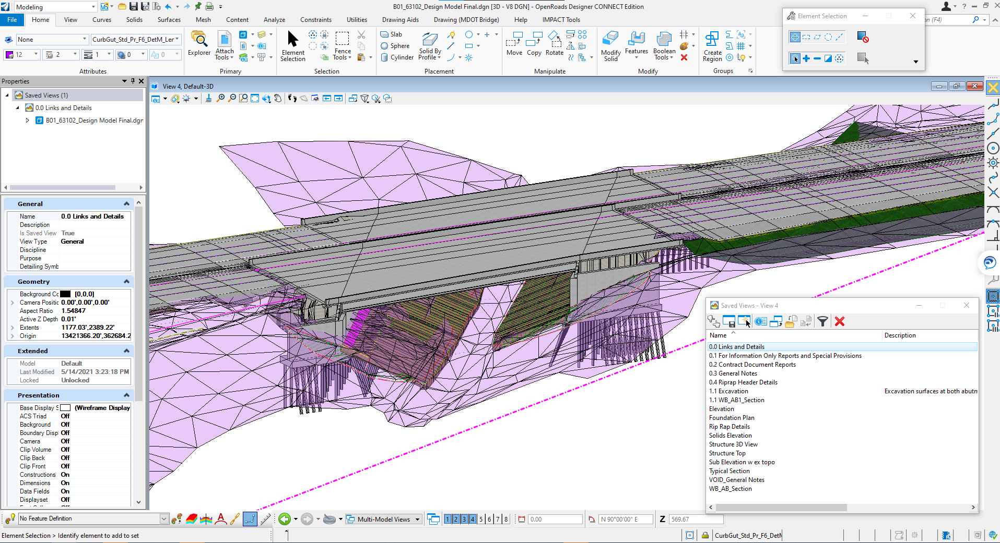 Modeling
B01_63102_Design Model Final.dgn [3D - V8 DGN] - OpenRoads Designer CONNECT Edition
File Home View Curves Solids Surfaces Mesh Content Analyze Constraints Utilities Drawing Aids Drawing (MDOT Bridge) Help IMPACT Tools
on (F4)
Element Selection
None
CurbGut_Std_Pr_F6_DetM_Ler
12 2 1 0 0
Attributes
Explorer
Attach Tools
Primary
Element Selection
Fence Tools
Selection
Slab
Sphere
Cylinder
Solid By Profile
Placement
Move Copy Rotate
Manipulate
Modify Solid
Features
Boolean Tools
Modify
Create Region
Groups
Properties
Saved Views (1)
0.0 Links and Details
B01_63102_Design Model Final.dgn
General
Name 0.0 Links and Details
Description
Is Saved View True
View Type General
Discipline
Purpose
Detailing Symb
Geometry
Background Cc [0,0,0]
Camera Positic 0.00',0.00',0.00'
Aspect Ratio 1.54847
Active Z Depth 0.01'
Extents 1177.03',2389.22'
Origin 13421366.20',362684.2
Extended
Model Default
Last Modified 5/14/2021 3:23:18 PM
Locked Unlocked
Presentation
Base Display S (Wireframe Display
ACS Triad Off
Background Off
Boundary Displ Off
Camera Off
Clip Volume Off
Clip Back Off
Clip Front Off
Constructions On
Dimensions On
Data Fields On
Displayset Off
View 4, Default-3D
Saved Views - View 4
Name Description
0.0 Links and Details
0.1 For Information Only Reports and Special Provisions
0.2 Contract Document Reports
0.3 General Notes
0.4 Riprap Header Details
1.1 Excavation Excavation surfaces at both abutm
1.1 WB_AB1_Section
Elevation
Foundation Plan
Rip Rap Details
Solids Elevation
Structure 3D View
Structure Top
Sub Elevation w ex topo
Typical Section
VOID_General Notes
WB_AB_Section
No Feature Definition
Multi-Model Views
1 2 3 4 5 6 7 8
0.00
N 90°00'00" E
Z 569.67
Element Selection > Identify element to add to set
CurbGut_Std_Pr_F6_DetM